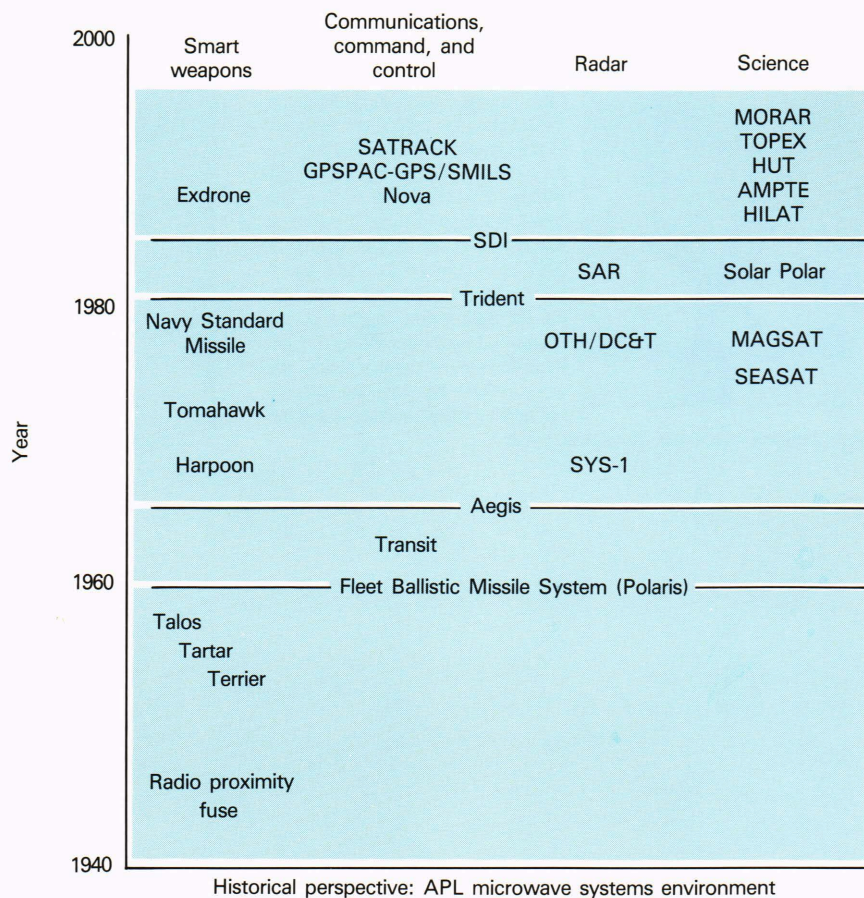 2000
Smart
weapons
Communications,
command, and
control
Radar
Science
MORAR
TOPEX
HUT
AMPTE
HILAT
SATRACK
GPSPAC-GPS/SMILS
Nova
Exdrone
SDI
SAR
Solar Polar
1980
Trident
Navy Standard
Missile
OTH/DC&T
MAGSAT
SEASAT
Tomahawk
Year
Harpoon
SYS-1
Aegis
Transit
1960
Fleet Ballistic Missile System (Polaris)
Talos
Tartar
Terrier
Radio proximity
fuse
1940
Historical perspective: APL microwave systems environment